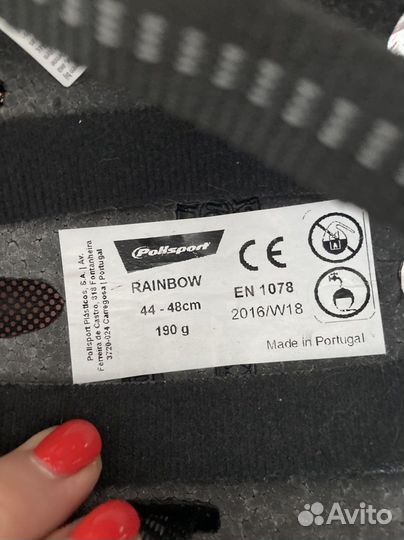 Polisport Plásticos, S.A. | Av.
Ferreira de Castro, 818 Fontanheira
3720-024 Carregosa | Portugal
Polisport
RAINBOW
44 - 48cm
190 g
CE
EN 1078
2016/W18
Made in Portugal
Avito